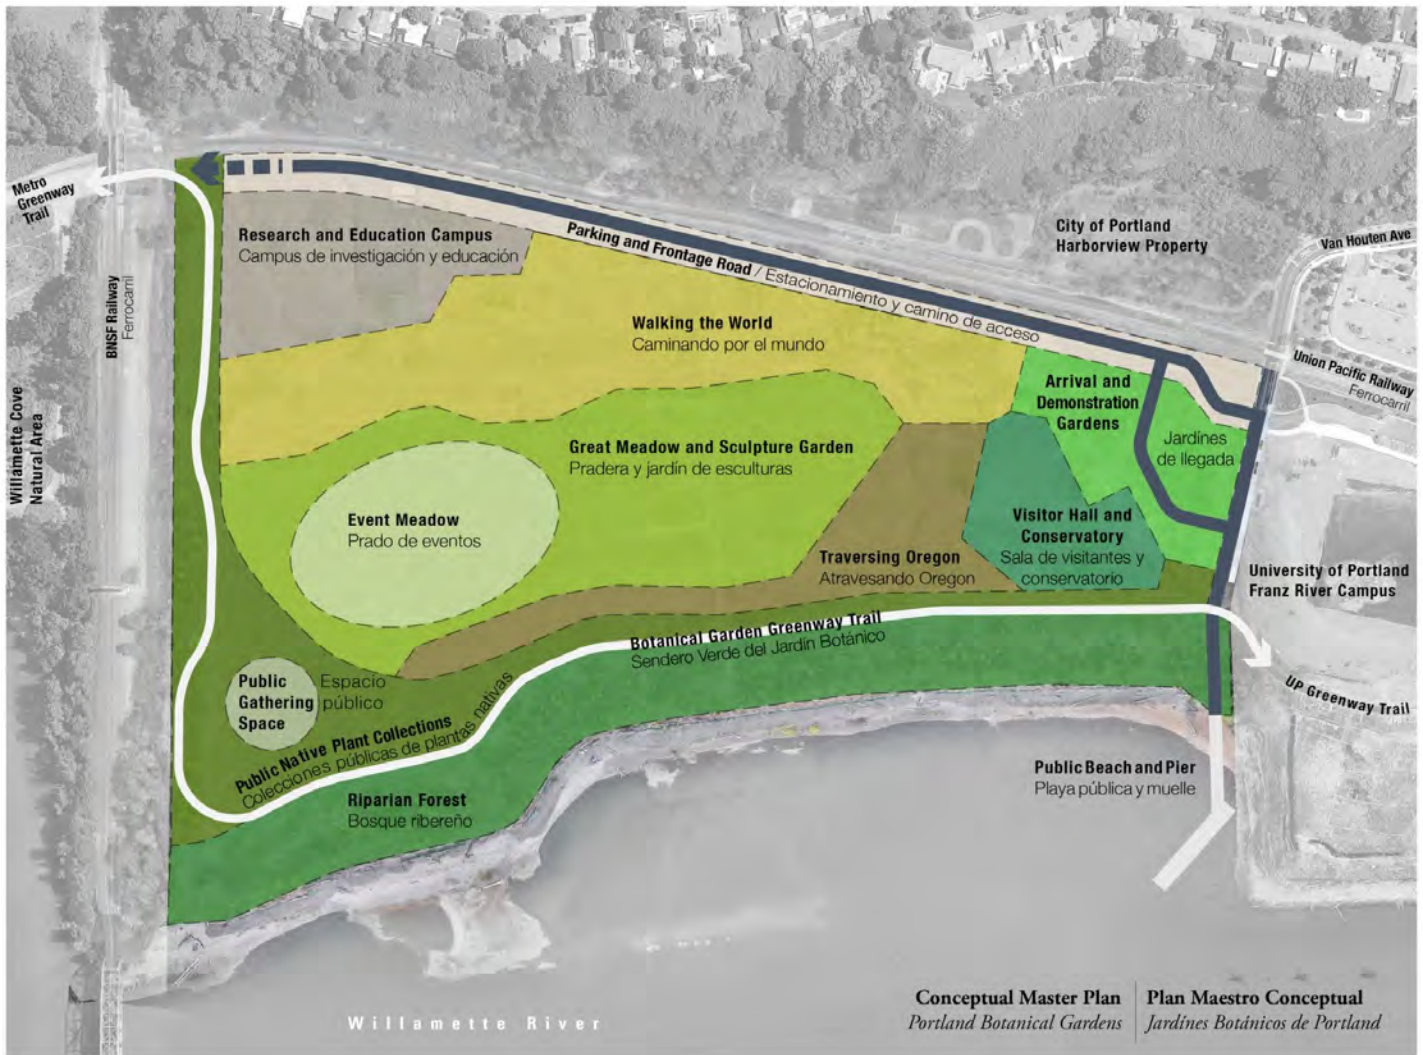 Metro
Greenway
Trail
BNSF Railway
Ferrocarril
Willamette Cove
Natural Area
Research and Education Campus
Campus de investigación y educación
Parking and Frontage Road / Estacionamiento y camino de acceso
City of Portland
Harborview Property
Van Houten Ave
Union Pacific Railway
Ferrocarril
Walking the World
Caminando por el mundo
Arrival and
Demonstration
Gardens
Jardínes
de llegada
Great Meadow and Sculpture Garden
Pradera y jardín de esculturas
Event Meadow
Prado de eventos
Traversing Oregon
Atravesando Oregon
Visitor Hall and
Conservatory
Sala de visitantes y
conservatorio
University of Portland
Franz River Campus
Botanical Garden Greenway Trail
Sendero Verde del Jardín Botánico
UP Greenway Trail
Public
Gathering
Space
Espacio
público
Public Native Plant Collections
Colecciones públicas de plantas nativas
Riparian Forest
Bosque ribereño
Public Beach and Pier
Playa pública y muelle
Willamette River
Conceptual Master Plan
Portland Botanical Gardens
Plan Maestro Conceptual
Jardínes Botánicos de Portland